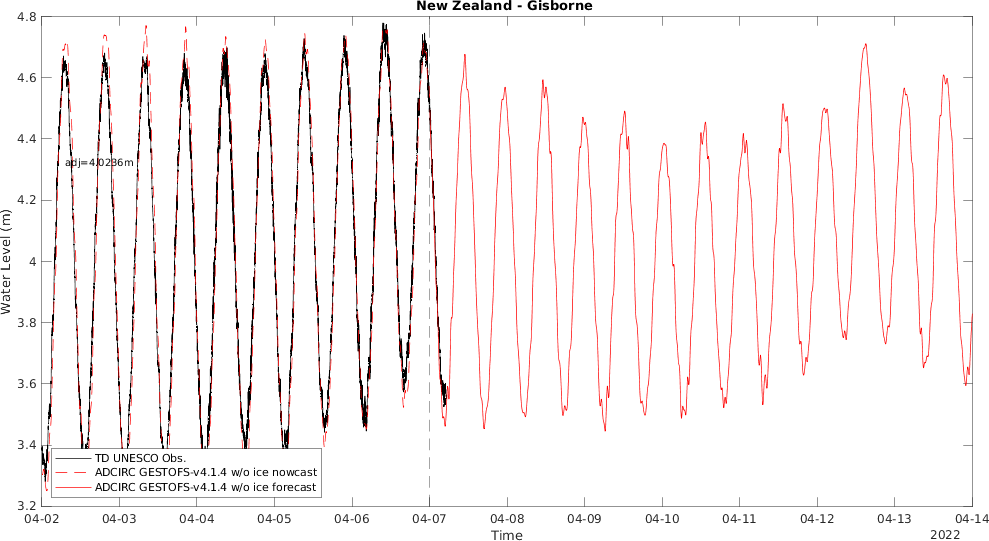 New Zealand - Gisborne
4.8
4.6
4.4
4.2
4
3.8
3.6
3.4
3.2
Water Level (m)
adj=4.0236m
TD UNESCO Obs.
ADCIRC GESTOFS-v4.1.4 w/o ice nowcast
ADCIRC GESTOFS-v4.1.4 w/o ice forecast
04-02 04-03 04-04 04-05 04-06 04-07 04-08 04-09 04-10 04-11 04-12 04-13 04-14
Time
2022